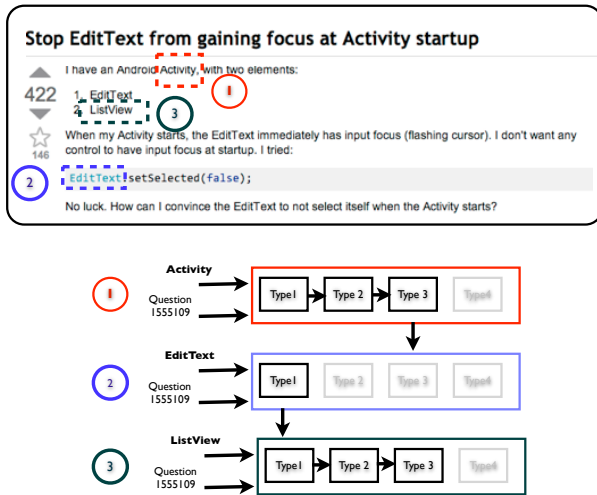 Stop EditText from gaining focus at Activity startup
I have an Android Activity, with two elements:
422
1. EditText
2. ListView
1
3
When my Activity starts, the EditText immediately has input focus (flashing cursor). I don't want any
control to have input focus at startup. I tried:
146
2
EditText.setSelected(false);
No luck. How can I convince the EditText to not select itself when the Activity starts?
Activity
1
Question
1555109
Type1
Type 2
Type 3
Type4
EditText
2
Question
1555109
Type1
Type 2
Type 3
Type4
ListView
3
Question
1555109
Type1
Type 2
Type 3
Type4